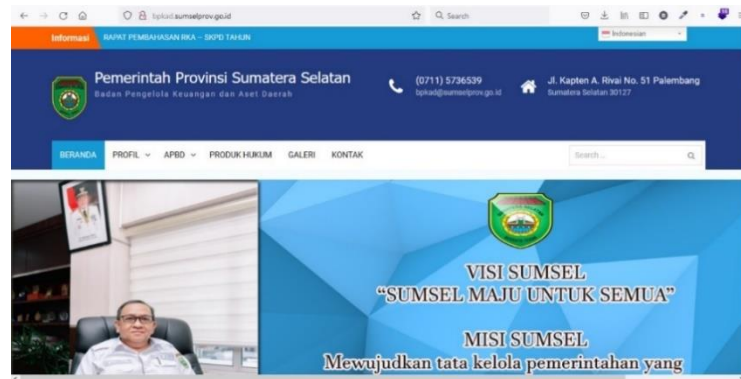 bpkad.sumselprov.go.id
Search
Informasi
RAPAT PEMBAHASAN RKA – SKPD TAHUN
Indonesian
Pemerintah Provinsi Sumatera Selatan
Badan Pengelola Keuangan dan Aset Daerah
(0711) 5736539
bpkad@sumselprov.go.id
Jl. Kapten A. Rivai No. 51 Palembang
Sumatera Selatan 30127
BERANDA PROFIL APBD PRODUK HUKUM GALERI KONTAK
Search ...
VISI SUMSEL
“SUMSEL MAJU UNTUK SEMUA”
MISI SUMSEL
Mewujudkan tata kelola pemerintahan yang